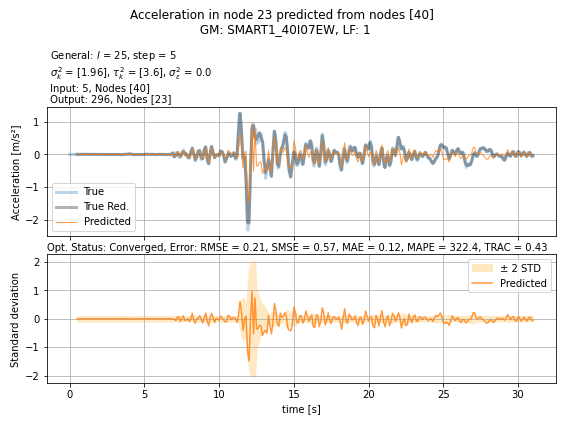 Acceleration in node 23 predicted from nodes [40]
GM: SMART1_40I07EW, LF: 1
General: l = 25, step = 5
σ²ₖ = [1.96], τ²ₖ = [3.6], σ²ε = 0.0
Input: 5, Nodes [40]
Output: 296, Nodes [23]
Acceleration [m/s²]
1
0
−1
−2
True
True Red.
Predicted
Opt. Status: Converged, Error: RMSE = 0.21, SMSE = 0.57, MAE = 0.12, MAPE = 322.4, TRAC = 0.43
Standard deviation
2
1
0
−1
−2
± 2 STD
Predicted
0 5 10 15 20 25 30
time [s]